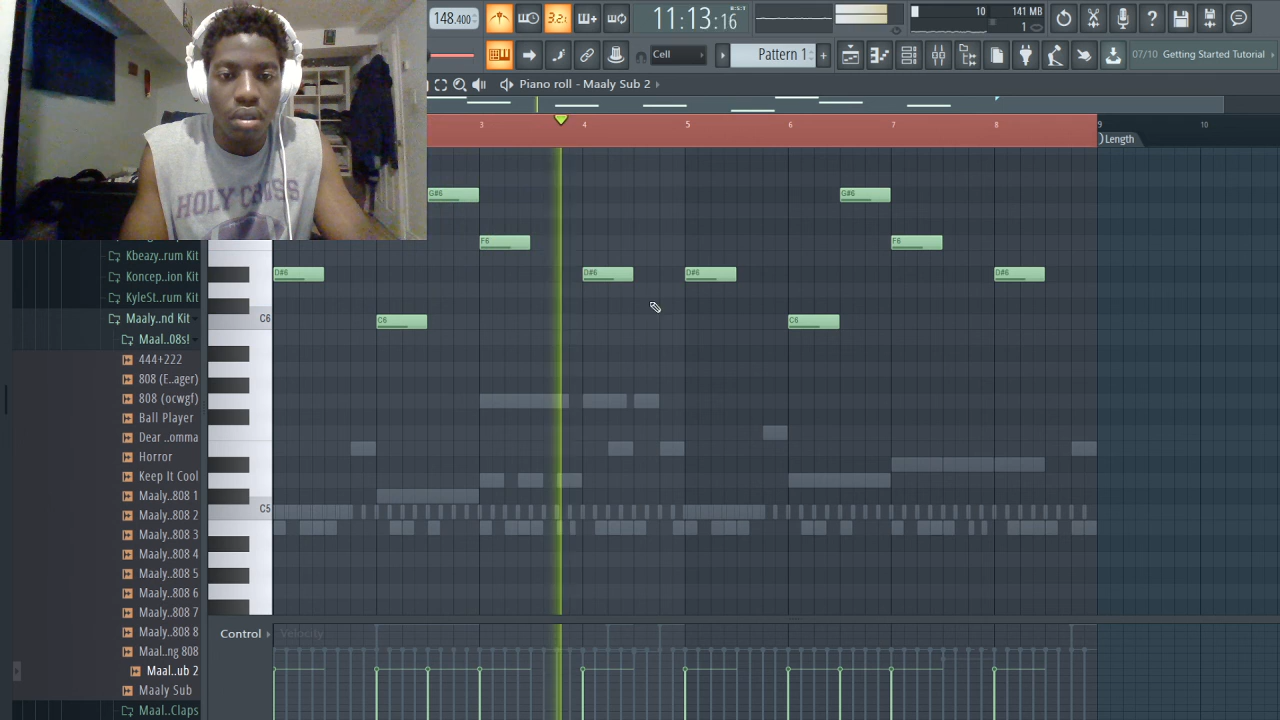 148.400
3 2
11:13:16
B:S:T
10
141 MB
1
Cell
Pattern 1
+
07/10 Getting Started Tutorial
Piano roll - Maaly Sub 2
3
4
5
6
7
8
9
10
Length
HOLY CROSS
G#6
G#6
F6
F6
D#6
D#6
D#6
D#6
C6
C6
C6
C5
Kbeazy..rum Kit
Koncep..ion Kit
KyleSt..rum Kit
Maaly..nd Kit
Maal..08s!
444+222
808 (E..ager)
808 (ocwgf)
Ball Player
Dear ..omma
Horror
Keep It Cool
Maaly..808 1
Maaly..808 2
Maaly..808 3
Maaly..808 4
Maaly..808 5
Maaly..808 6
Maaly..808 7
Maaly..808 8
Maal..ng 808
Maal..ub 2
Maaly Sub
Maal..Claps
Control
Velocity